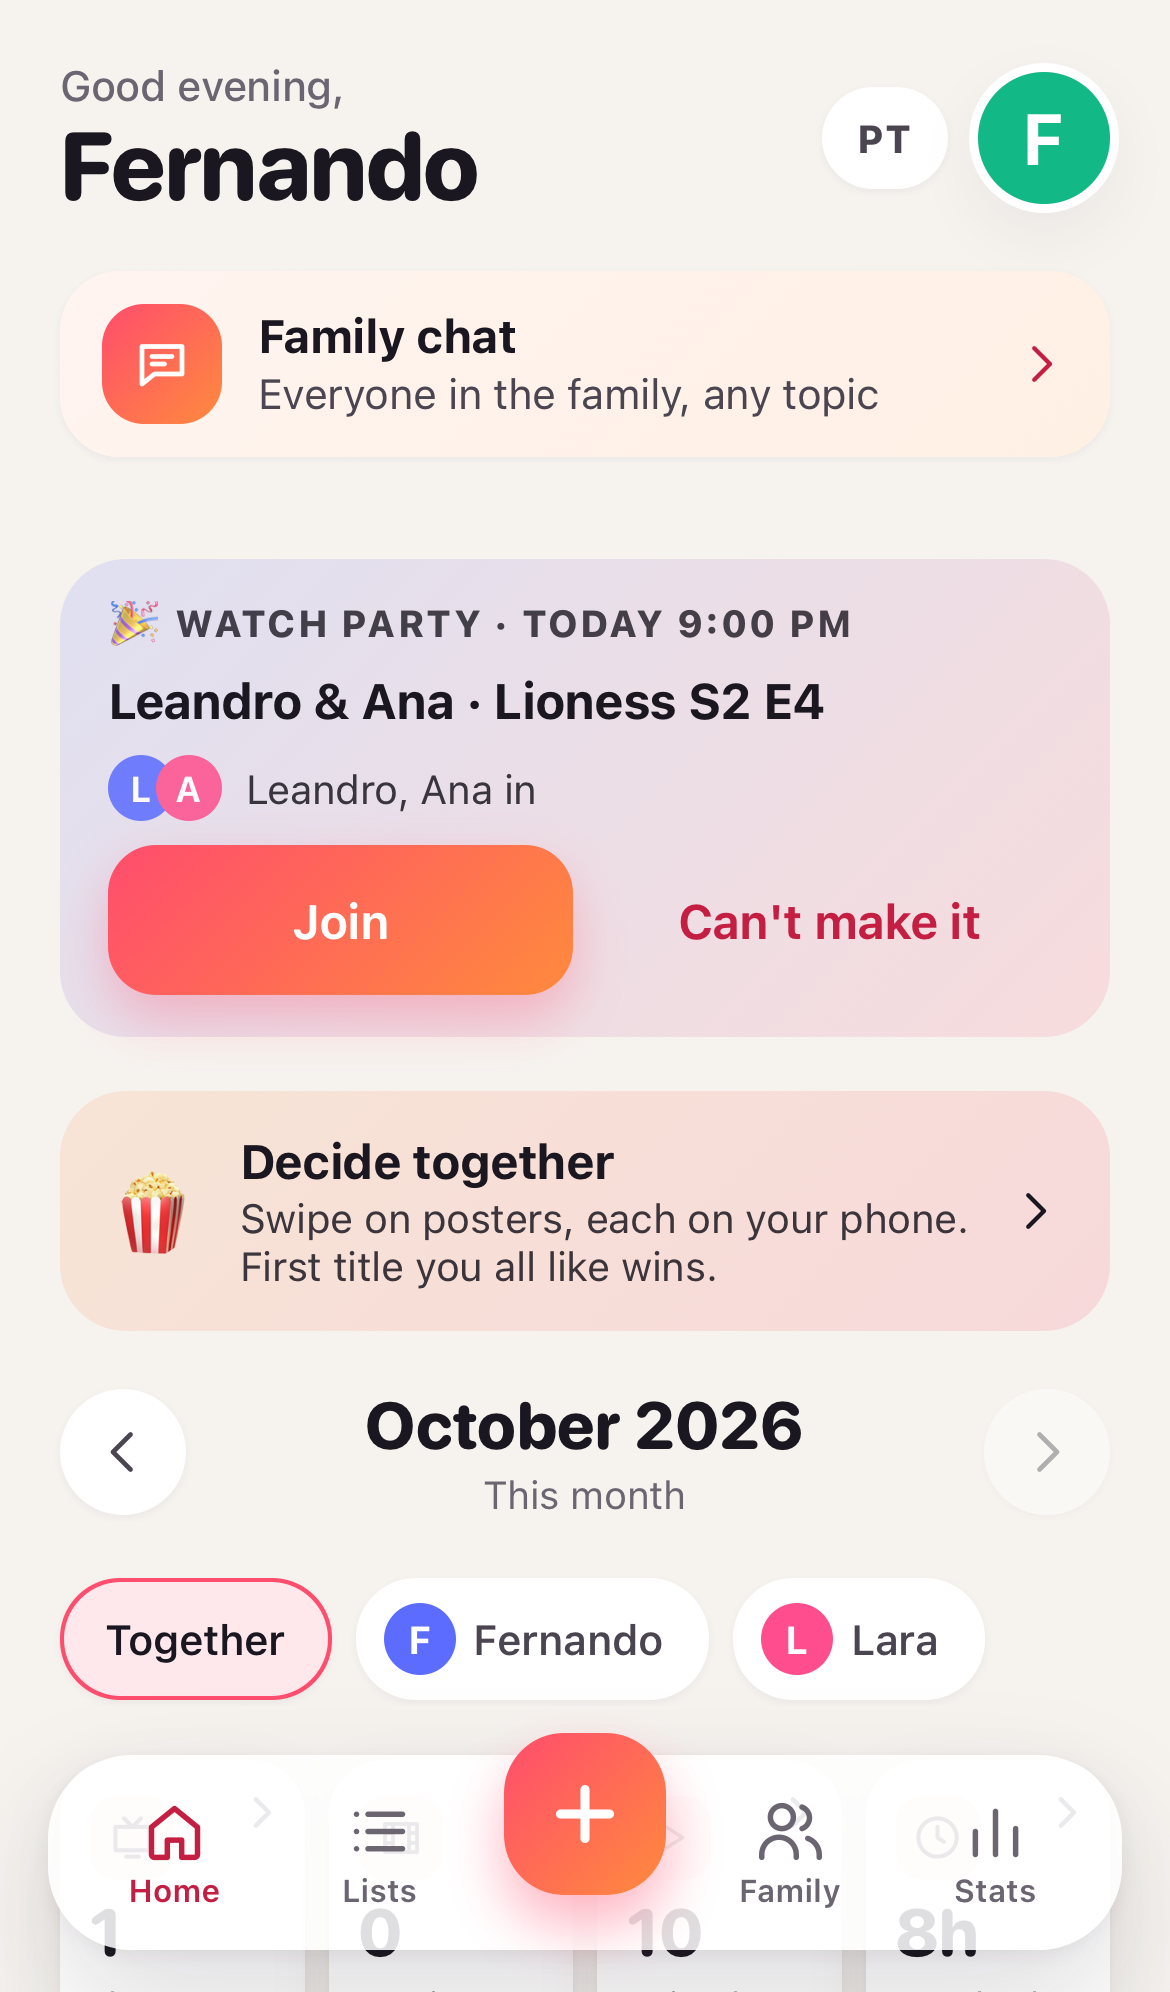 Good evening,
Fernando
PT
F
Family chat
Everyone in the family, any topic
WATCH PARTY · TODAY 9:00 PM
Leandro & Ana · Lioness S2 E4
L A Leandro, Ana in
Join
Can't make it
Decide together
Swipe on posters, each on your phone.
First title you all like wins.
October 2026
This month
Together
F Fernando
L Lara
Home
Lists
Family
Stats
1
0
10
8h